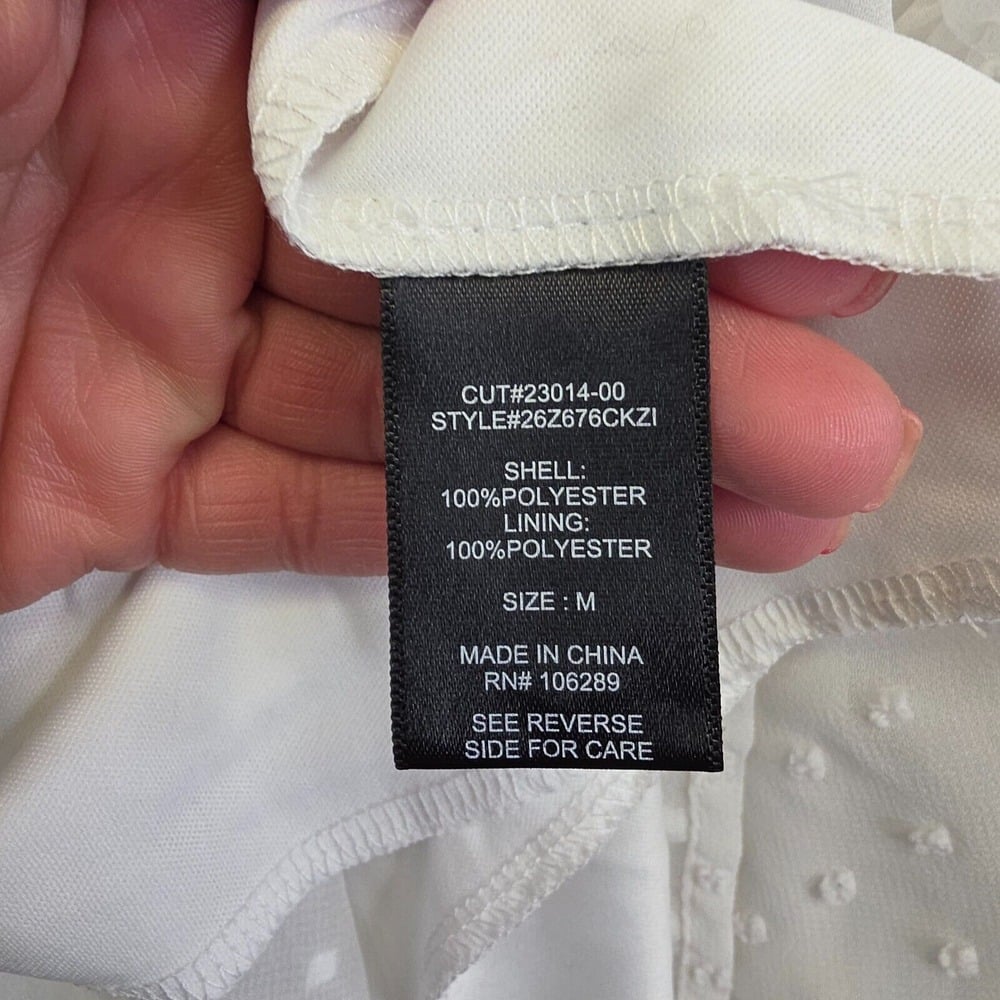 CUT#23014-00
STYLE#26Z676CKZI
SHELL:
100%POLYESTER
LINING:
100%POLYESTER
SIZE : M
MADE IN CHINA
RN# 106289
SEE REVERSE
SIDE FOR CARE